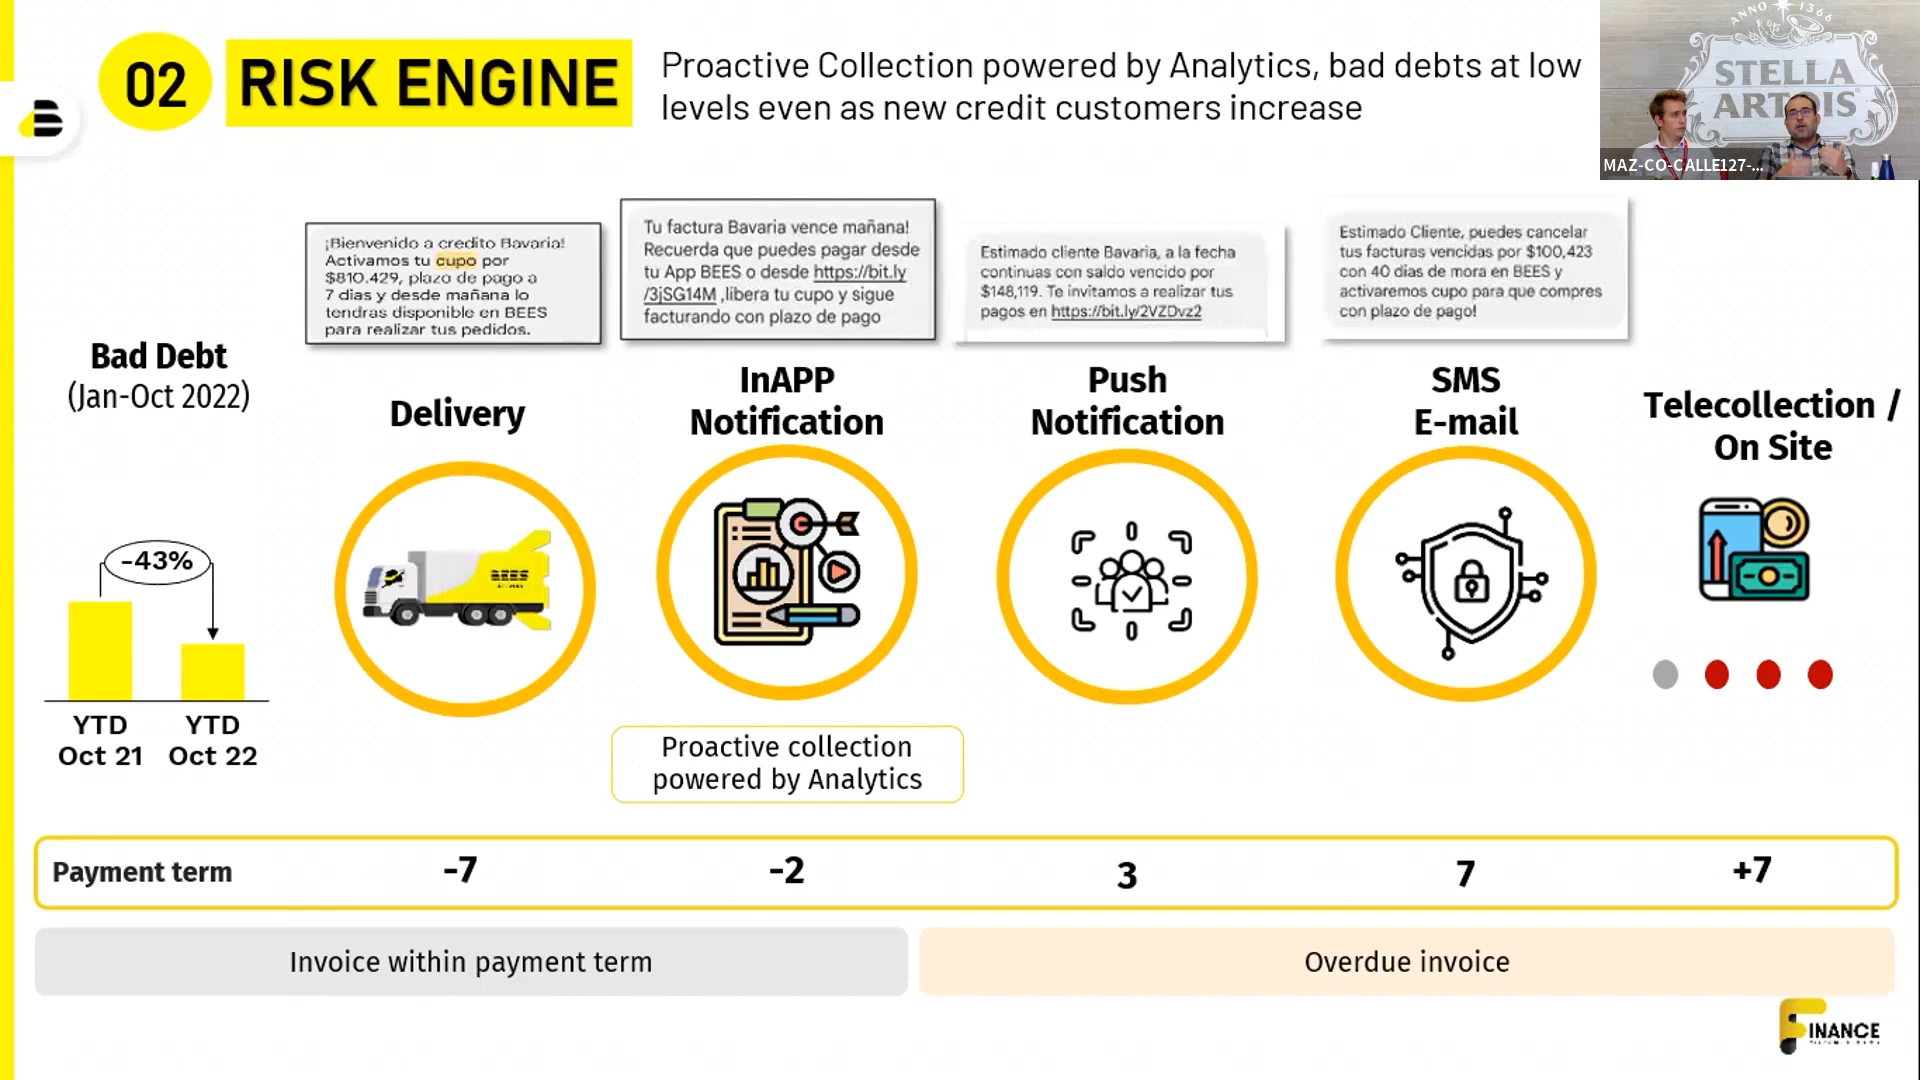 02
RISK ENGINE
Proactive Collection powered by Analytics, bad debts at low
levels even as new credit customers increase
ANNO 1366
STELLA
ARTOIS
MAZ-CO-CALLE127-...
¡Bienvenido a credito Bavaria!
Activamos tu cupo por
$810.429, plazo de pago a
7 dias y desde mañana lo
tendras disponible en BEES
para realizar tus pedidos.
Tu factura Bavaria vence mañana!
Recuerda que puedes pagar desde
tu App BEES o desde https://bit.ly
/3jSG14M ,libera tu cupo y sigue
facturando con plazo de pago
Estimado cliente Bavaria, a la fecha
continuas con saldo vencido por
$148,119. Te invitamos a realizar tus
pagos en https://bit.ly/2VZDvz2
Estimado Cliente, puedes cancelar
tus facturas vencidas por $100,423
con 40 dias de mora en BEES y
activaremos cupo para que compres
con plazo de pago!
Bad Debt
(Jan-Oct 2022)
Delivery
InAPP
Notification
Push
Notification
SMS
E-mail
Telecollection /
On Site
-43%
YTD
Oct 21
YTD
Oct 22
BEES
Proactive collection
powered by Analytics
Payment term
-7
-2
3
7
+7
Invoice within payment term
Overdue invoice
FINANCE